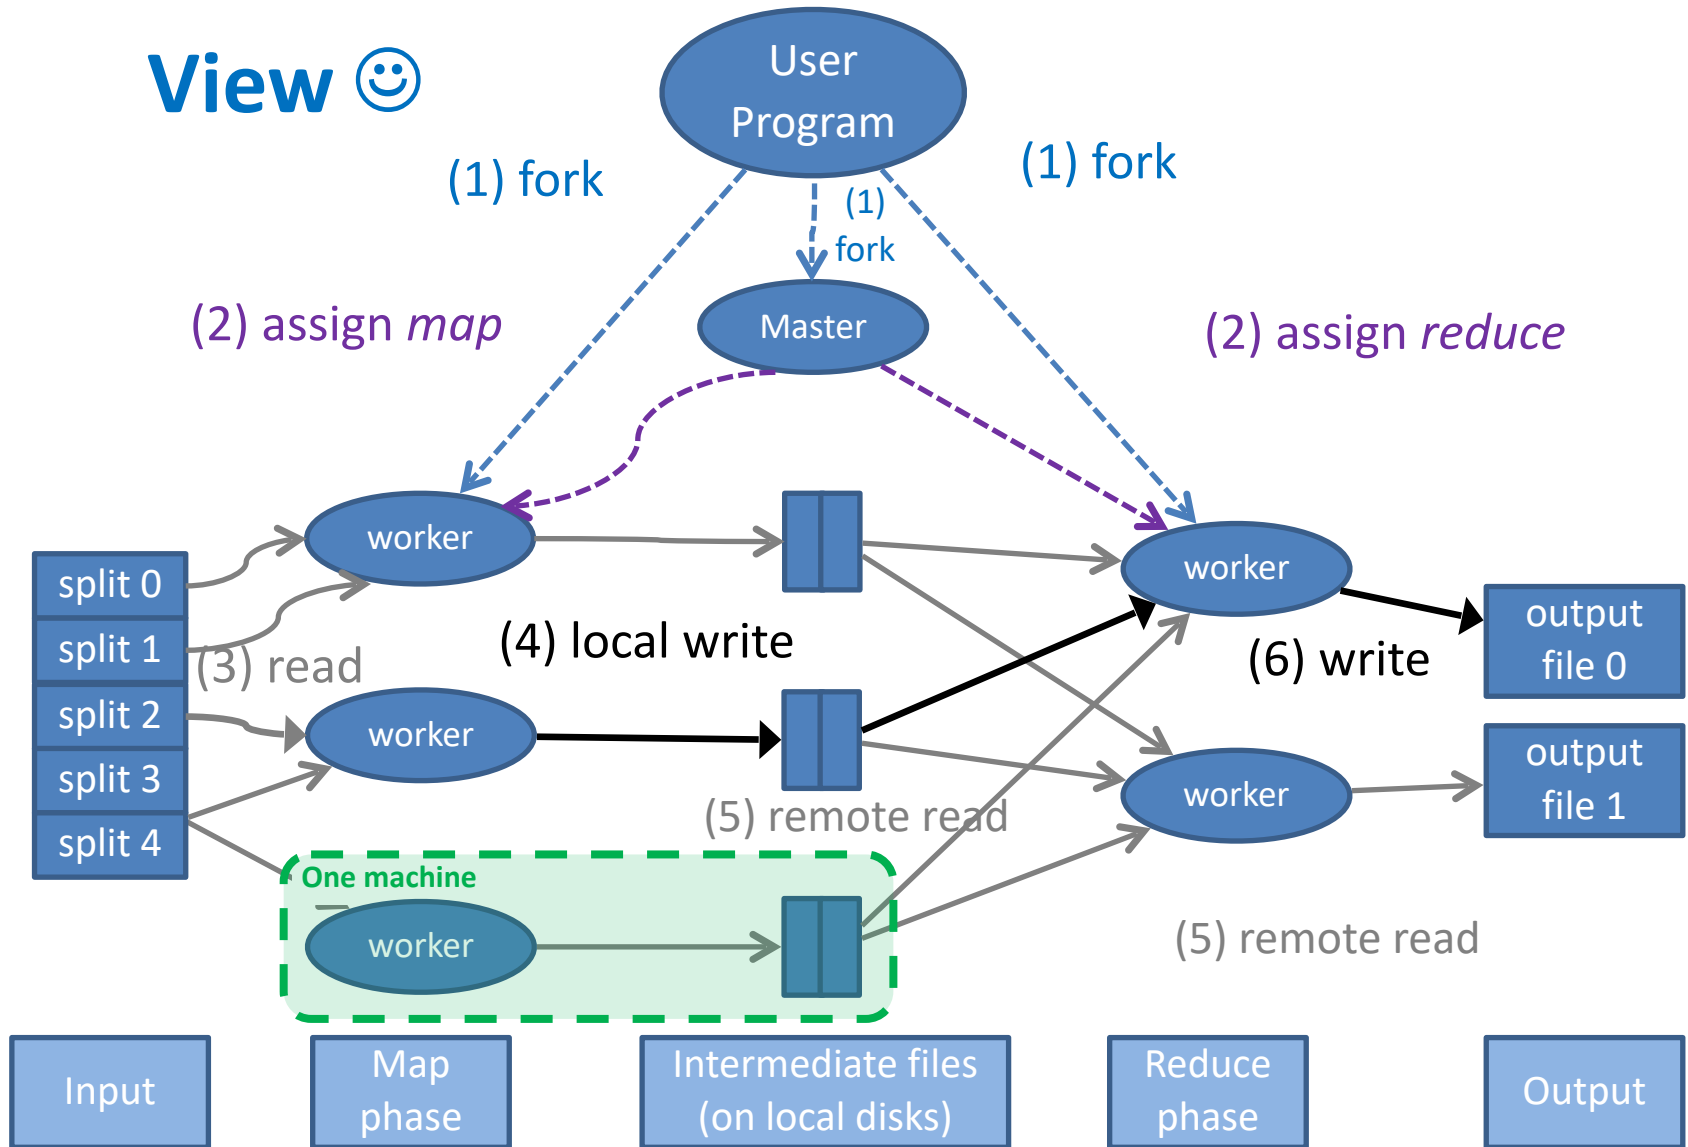 View ☺
User
Program
(1) fork
(1) fork
(1)
fork
Master
(2) assign map
(2) assign reduce
worker
worker
split 0
split 1
split 2
split 3
split 4
(3) read
(4) local write
(6) write
output
file 0
worker
worker
output
file 1
(5) remote read
One machine
worker
(5) remote read
Input
Map
phase
Intermediate files
(on local disks)
Reduce
phase
Output